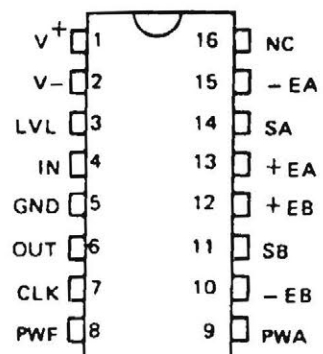 V+ 1 16 NC
V- 2 15 -EA
LVL 3 14 SA
IN 4 13 +EA
GND 5 12 +EB
OUT 6 11 SB
CLK 7 10 -EB
PWF 8 9 PWA